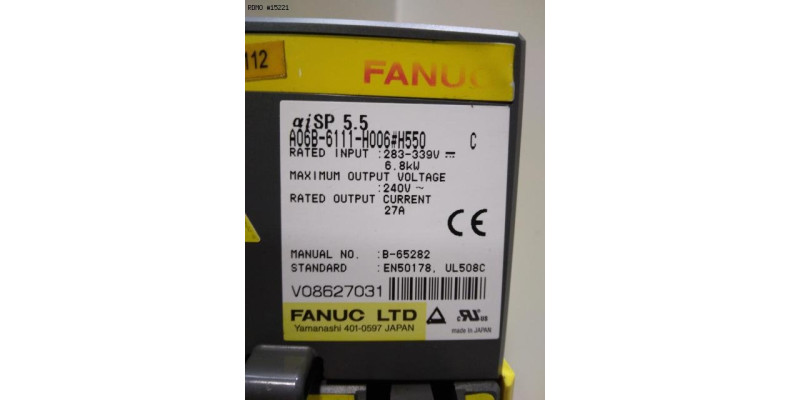 RDMO #15221
112
FANUC
αiSP 5.5
A06B-6111-H006#H550 C
RATED INPUT :283-339V ⎓
6.8kW
MAXIMUM OUTPUT VOLTAGE
:240V ~
RATED OUTPUT CURRENT
27A
CE
MANUAL NO. :B-65282
STANDARD :EN50178, UL508C
V08627031
FANUC LTD
Yamanashi 401-0597 JAPAN
c RU us
made in JAPAN